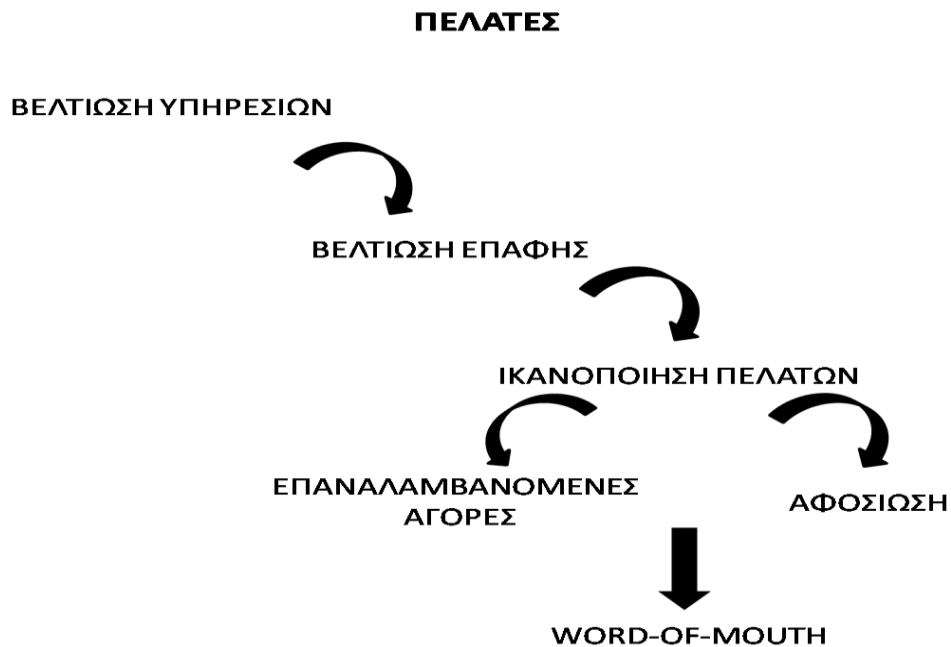 ΠΕΛΑΤΕΣ
ΒΕΛΤΙΩΣΗ ΥΠΗΡΕΣΙΩΝ
ΒΕΛΤΙΩΣΗ ΕΠΑΦΗΣ
ΙΚΑΝΟΠΟΙΗΣΗ ΠΕΛΑΤΩΝ
ΕΠΑΝΑΛΑΜΒΑΝΟΜΕΝΕΣ
ΑΓΟΡΕΣ
ΑΦΟΣΙΩΣΗ
WORD-OF-MOUTH